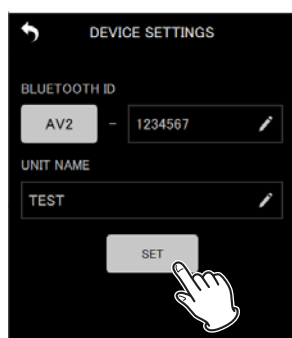 DEVICE SETTINGS
BLUETOOTH ID
AV2 - 1234567
UNIT NAME
TEST
SET